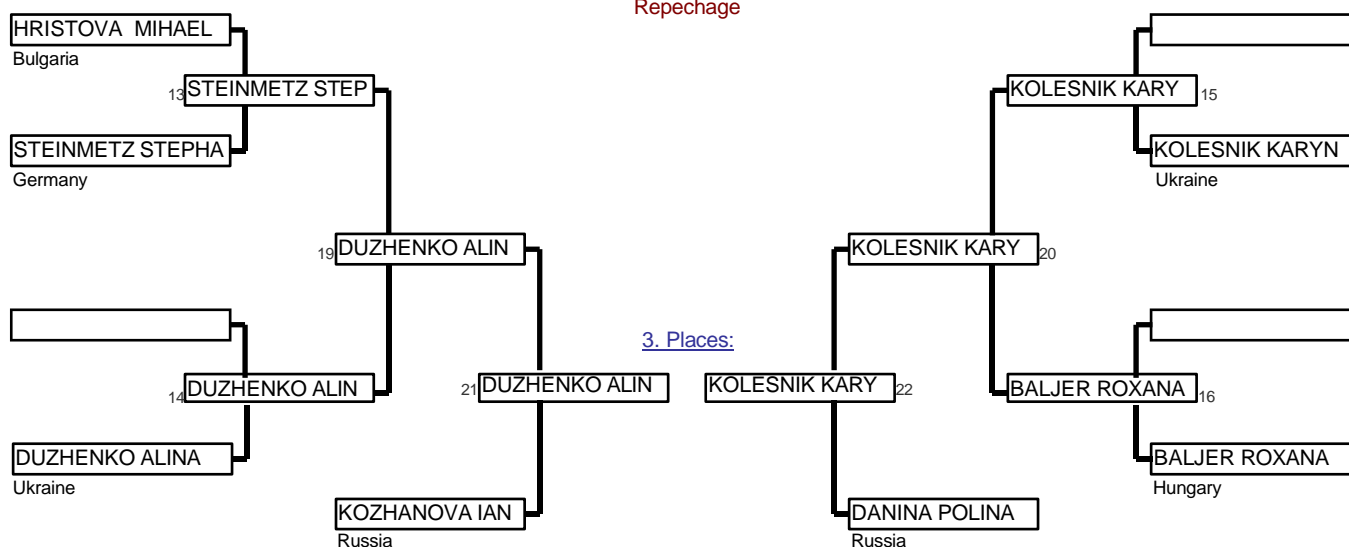 Repechage
HRISTOVA MIHAEL
Bulgaria
13 STEINMETZ STEP
KOLESNIK KARY 15
STEINMETZ STEPHA
Germany
KOLESNIK KARYN
Ukraine
19 DUZHENKO ALIN
KOLESNIK KARY 20
3. Places:
14 DUZHENKO ALIN
21 DUZHENKO ALIN
KOLESNIK KARY 22
BALJER ROXANA 16
DUZHENKO ALINA
Ukraine
BALJER ROXANA
Hungary
KOZHANOVA IAN
Russia
DANINA POLINA
Russia